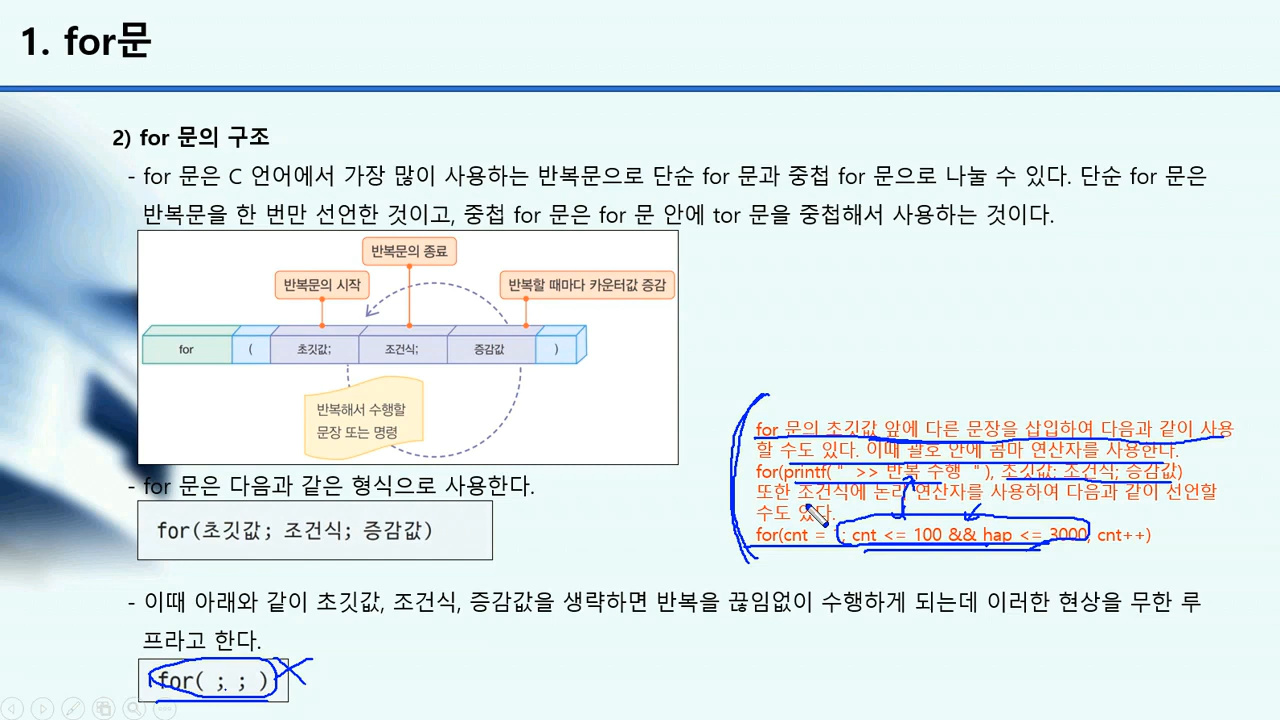 1. for문
2) for 문의 구조
- for 문은 C 언어에서 가장 많이 사용하는 반복문으로 단순 for 문과 중첩 for 문으로 나눌 수 있다. 단순 for 문은
반복문을 한 번만 선언한 것이고, 중첩 for 문은 for 문 안에 tor 문을 중첩해서 사용하는 것이다.
반복문의 종료
반복문의 시작
반복할 때마다 카운터값 증감
for ( 초깃값; 조건식; 증감값 )
반복해서 수행할
문장 또는 명령
for 문의 초깃값 앞에 다른 문장을 삽입하여 다음과 같이 사용
할 수도 있다. 이때 괄호 안에 콤마 연산자를 사용한다.
for(printf(" >> 반복 수행 "), 초깃값; 조건식; 증감값)
또한 조건식에 논리 연산자를 사용하여 다음과 같이 선언할
수도 있다.
for(cnt = ; cnt <= 100 && hap <= 3000, cnt++)
- for 문은 다음과 같은 형식으로 사용한다.
for(초깃값; 조건식; 증감값)
- 이때 아래와 같이 초깃값, 조건식, 증감값을 생략하면 반복을 끊임없이 수행하게 되는데 이러한 현상을 무한 루
프라고 한다.
for( ; ; )